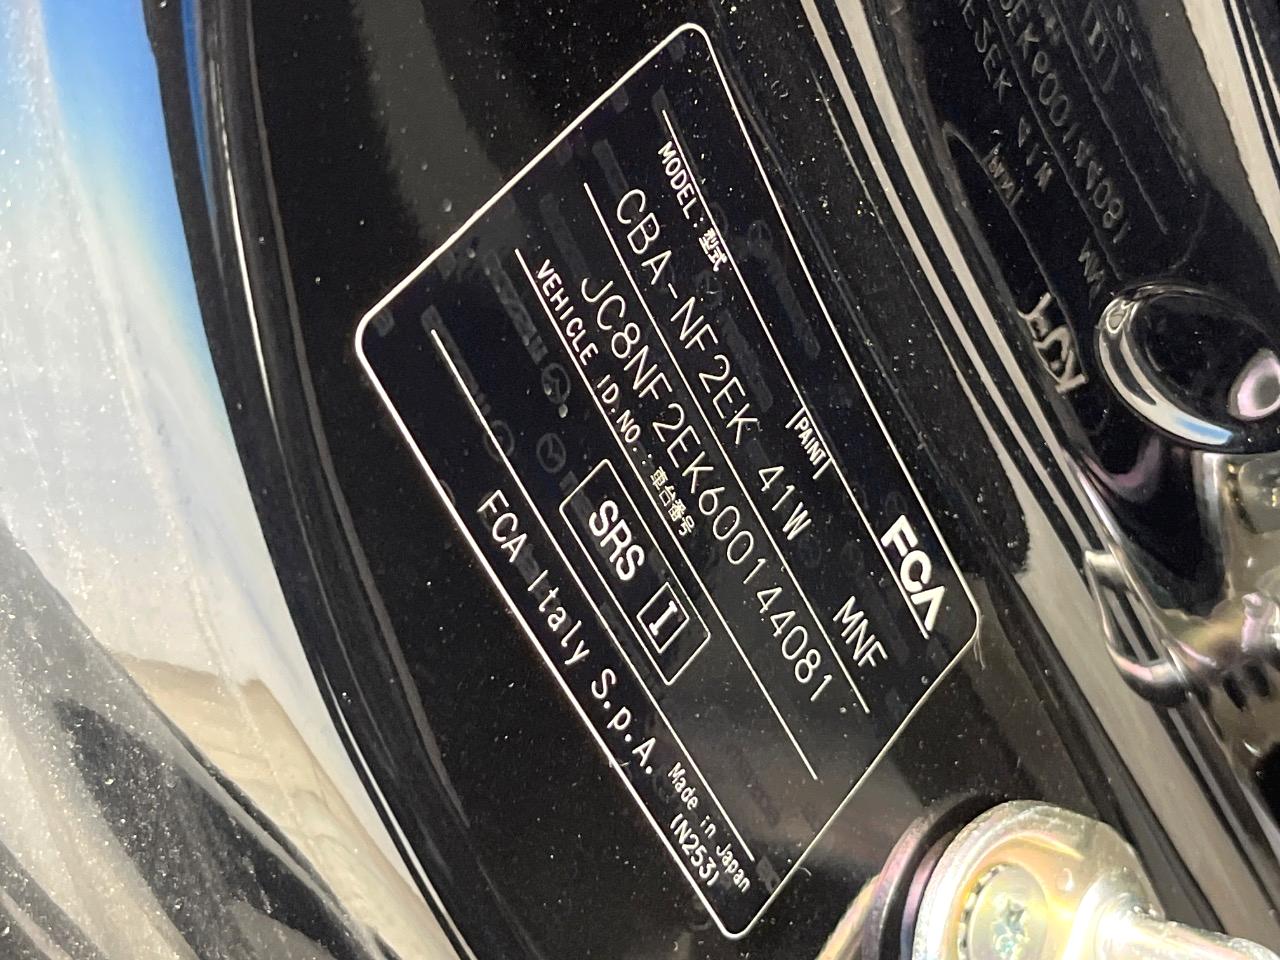 FCA
MODEL:型式
PAINT
CBA-NF2EK 41W MNF
JC8NF2EK600144081
VEHICLE ID.NO.:車台番号
SRS I
FCA Italy S.p.A. Made in Japan
(N253)